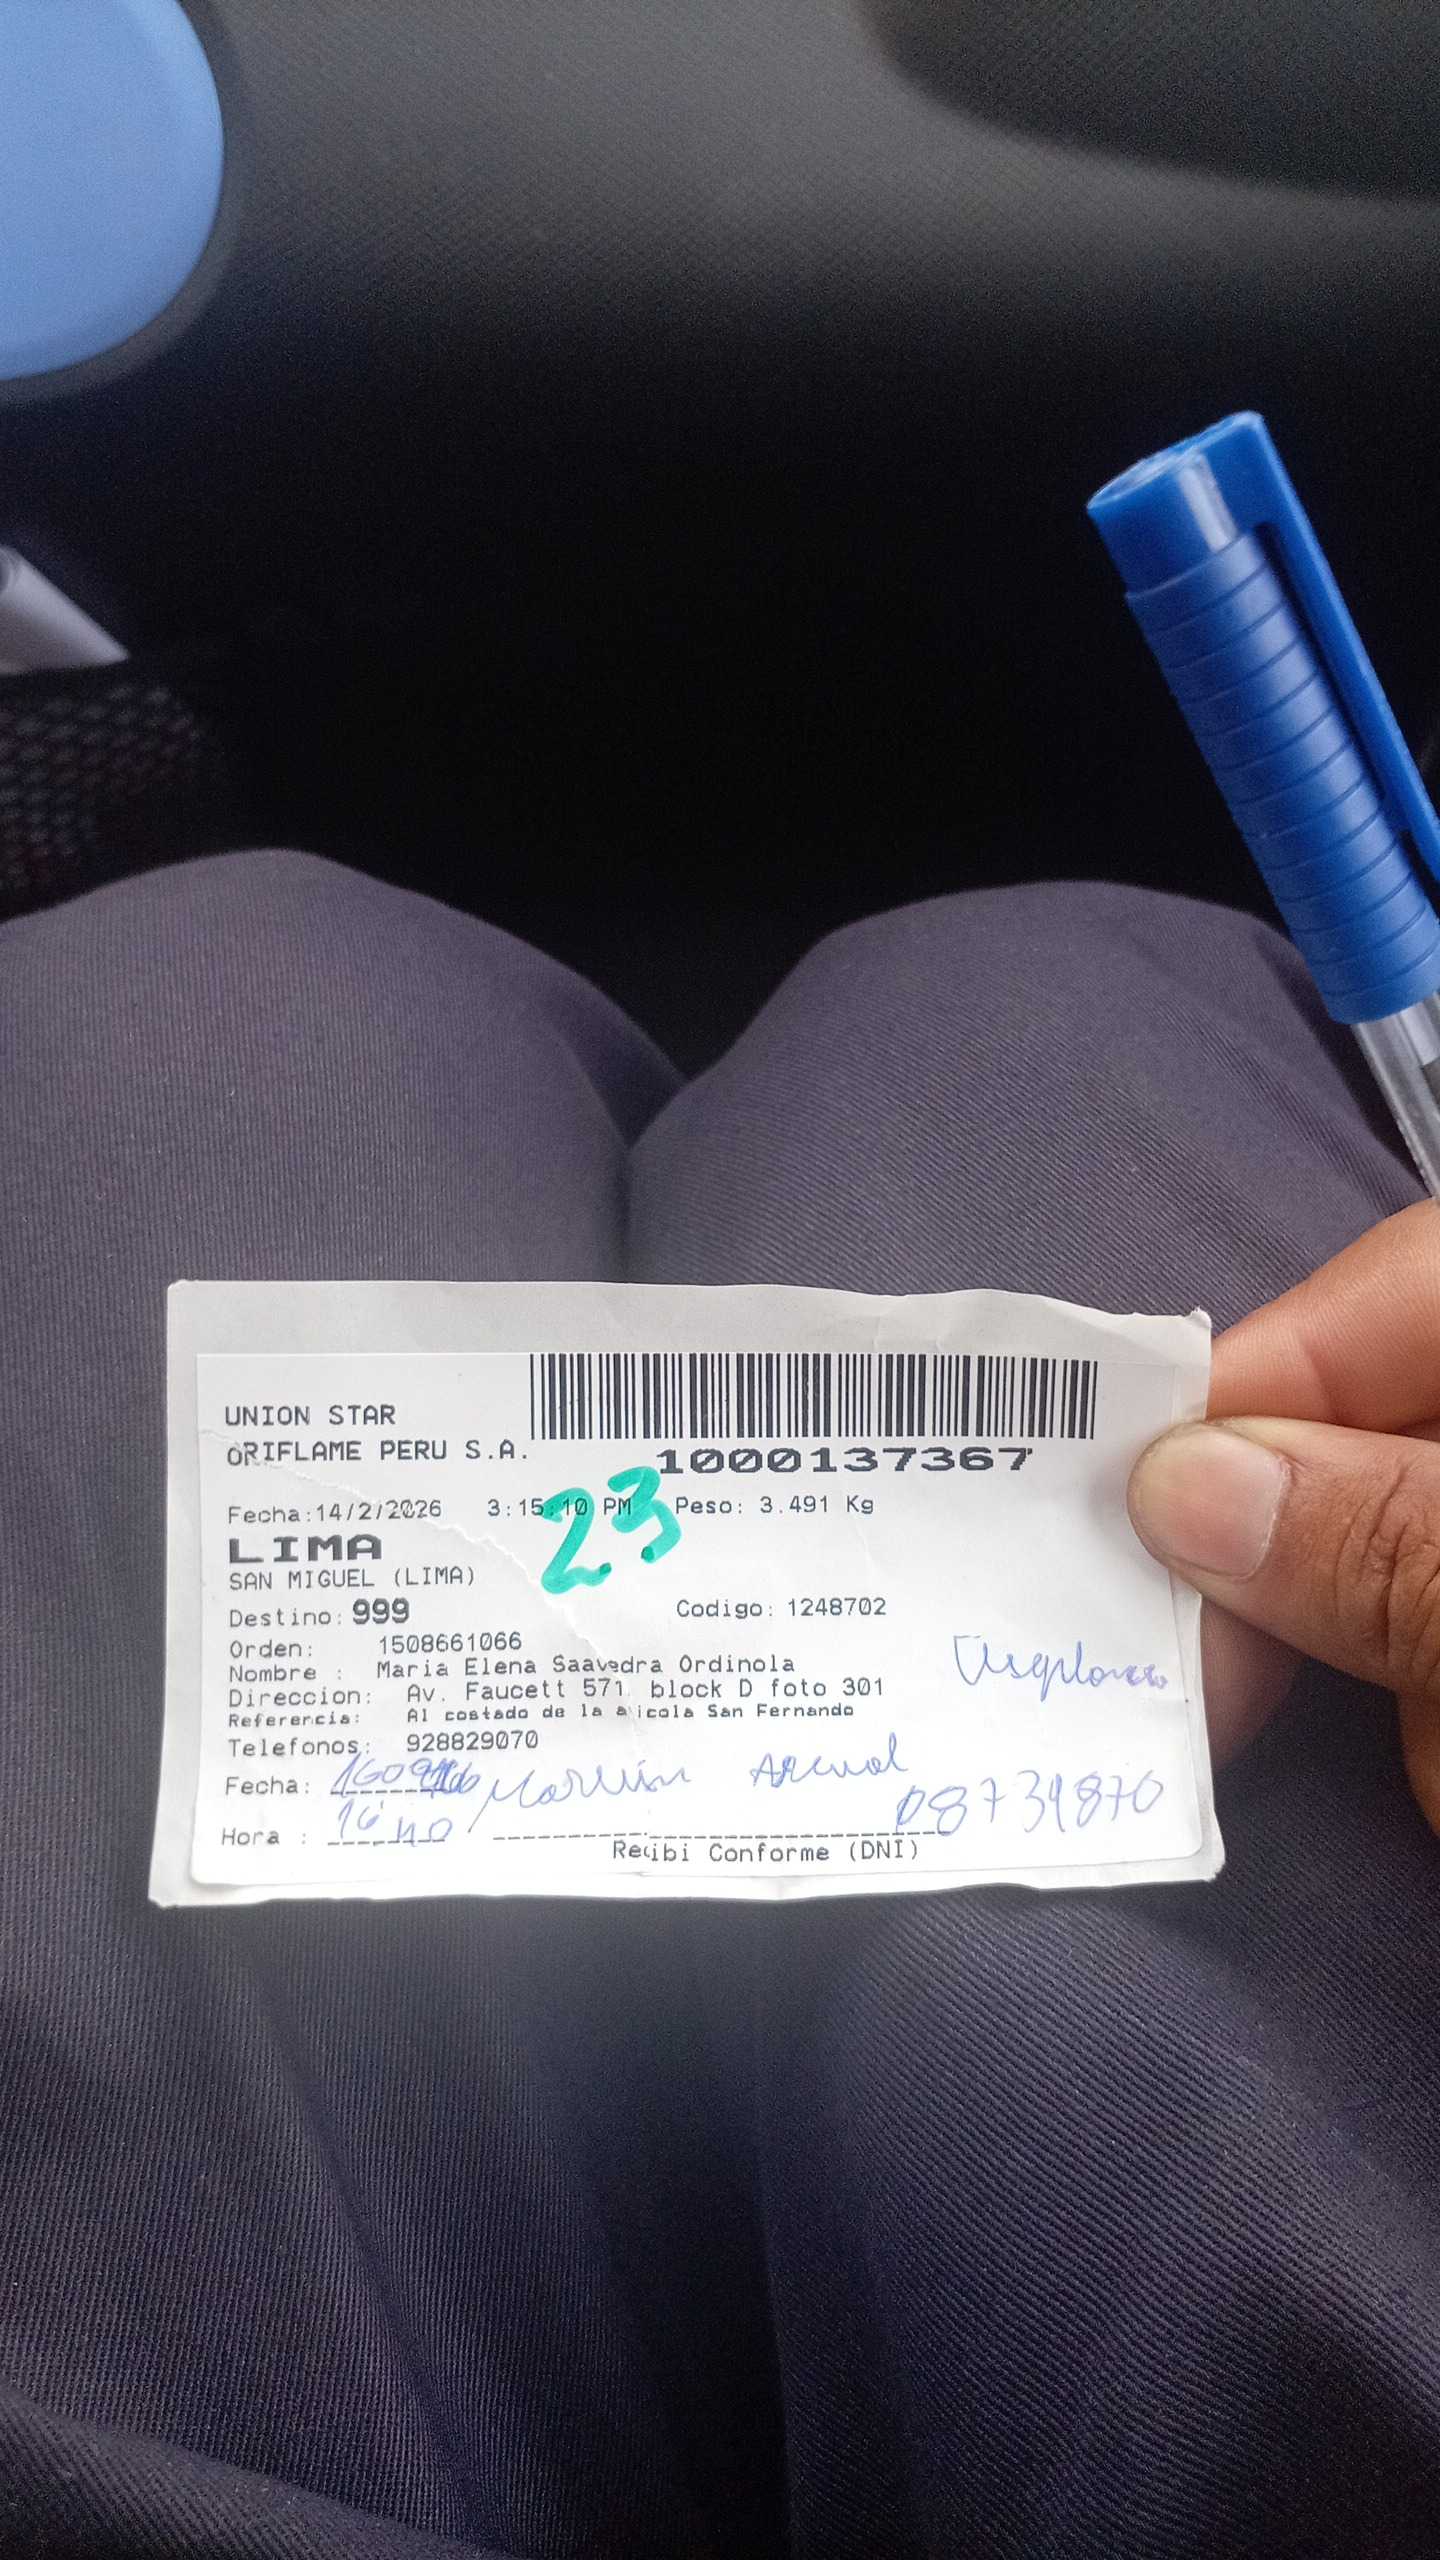 UNION STAR
ORIFLAME PERU S.A.
1000137367
Fecha:14/2/2026 3:15:10 PM Peso: 3.491 Kg
23
LIMA
SAN MIGUEL (LIMA)
Destino: 999 Codigo: 1248702
Orden: 1508661066
Nombre : Maria Elena Saavedra Ordinola
Direccion: Av. Faucett 571 block D foto 301
Referencia: Al costado de la a icola San Fernando
Telefonos: 928829070
Fecha:
Hora : 16 40 08731870
Recibi Conforme (DNI)